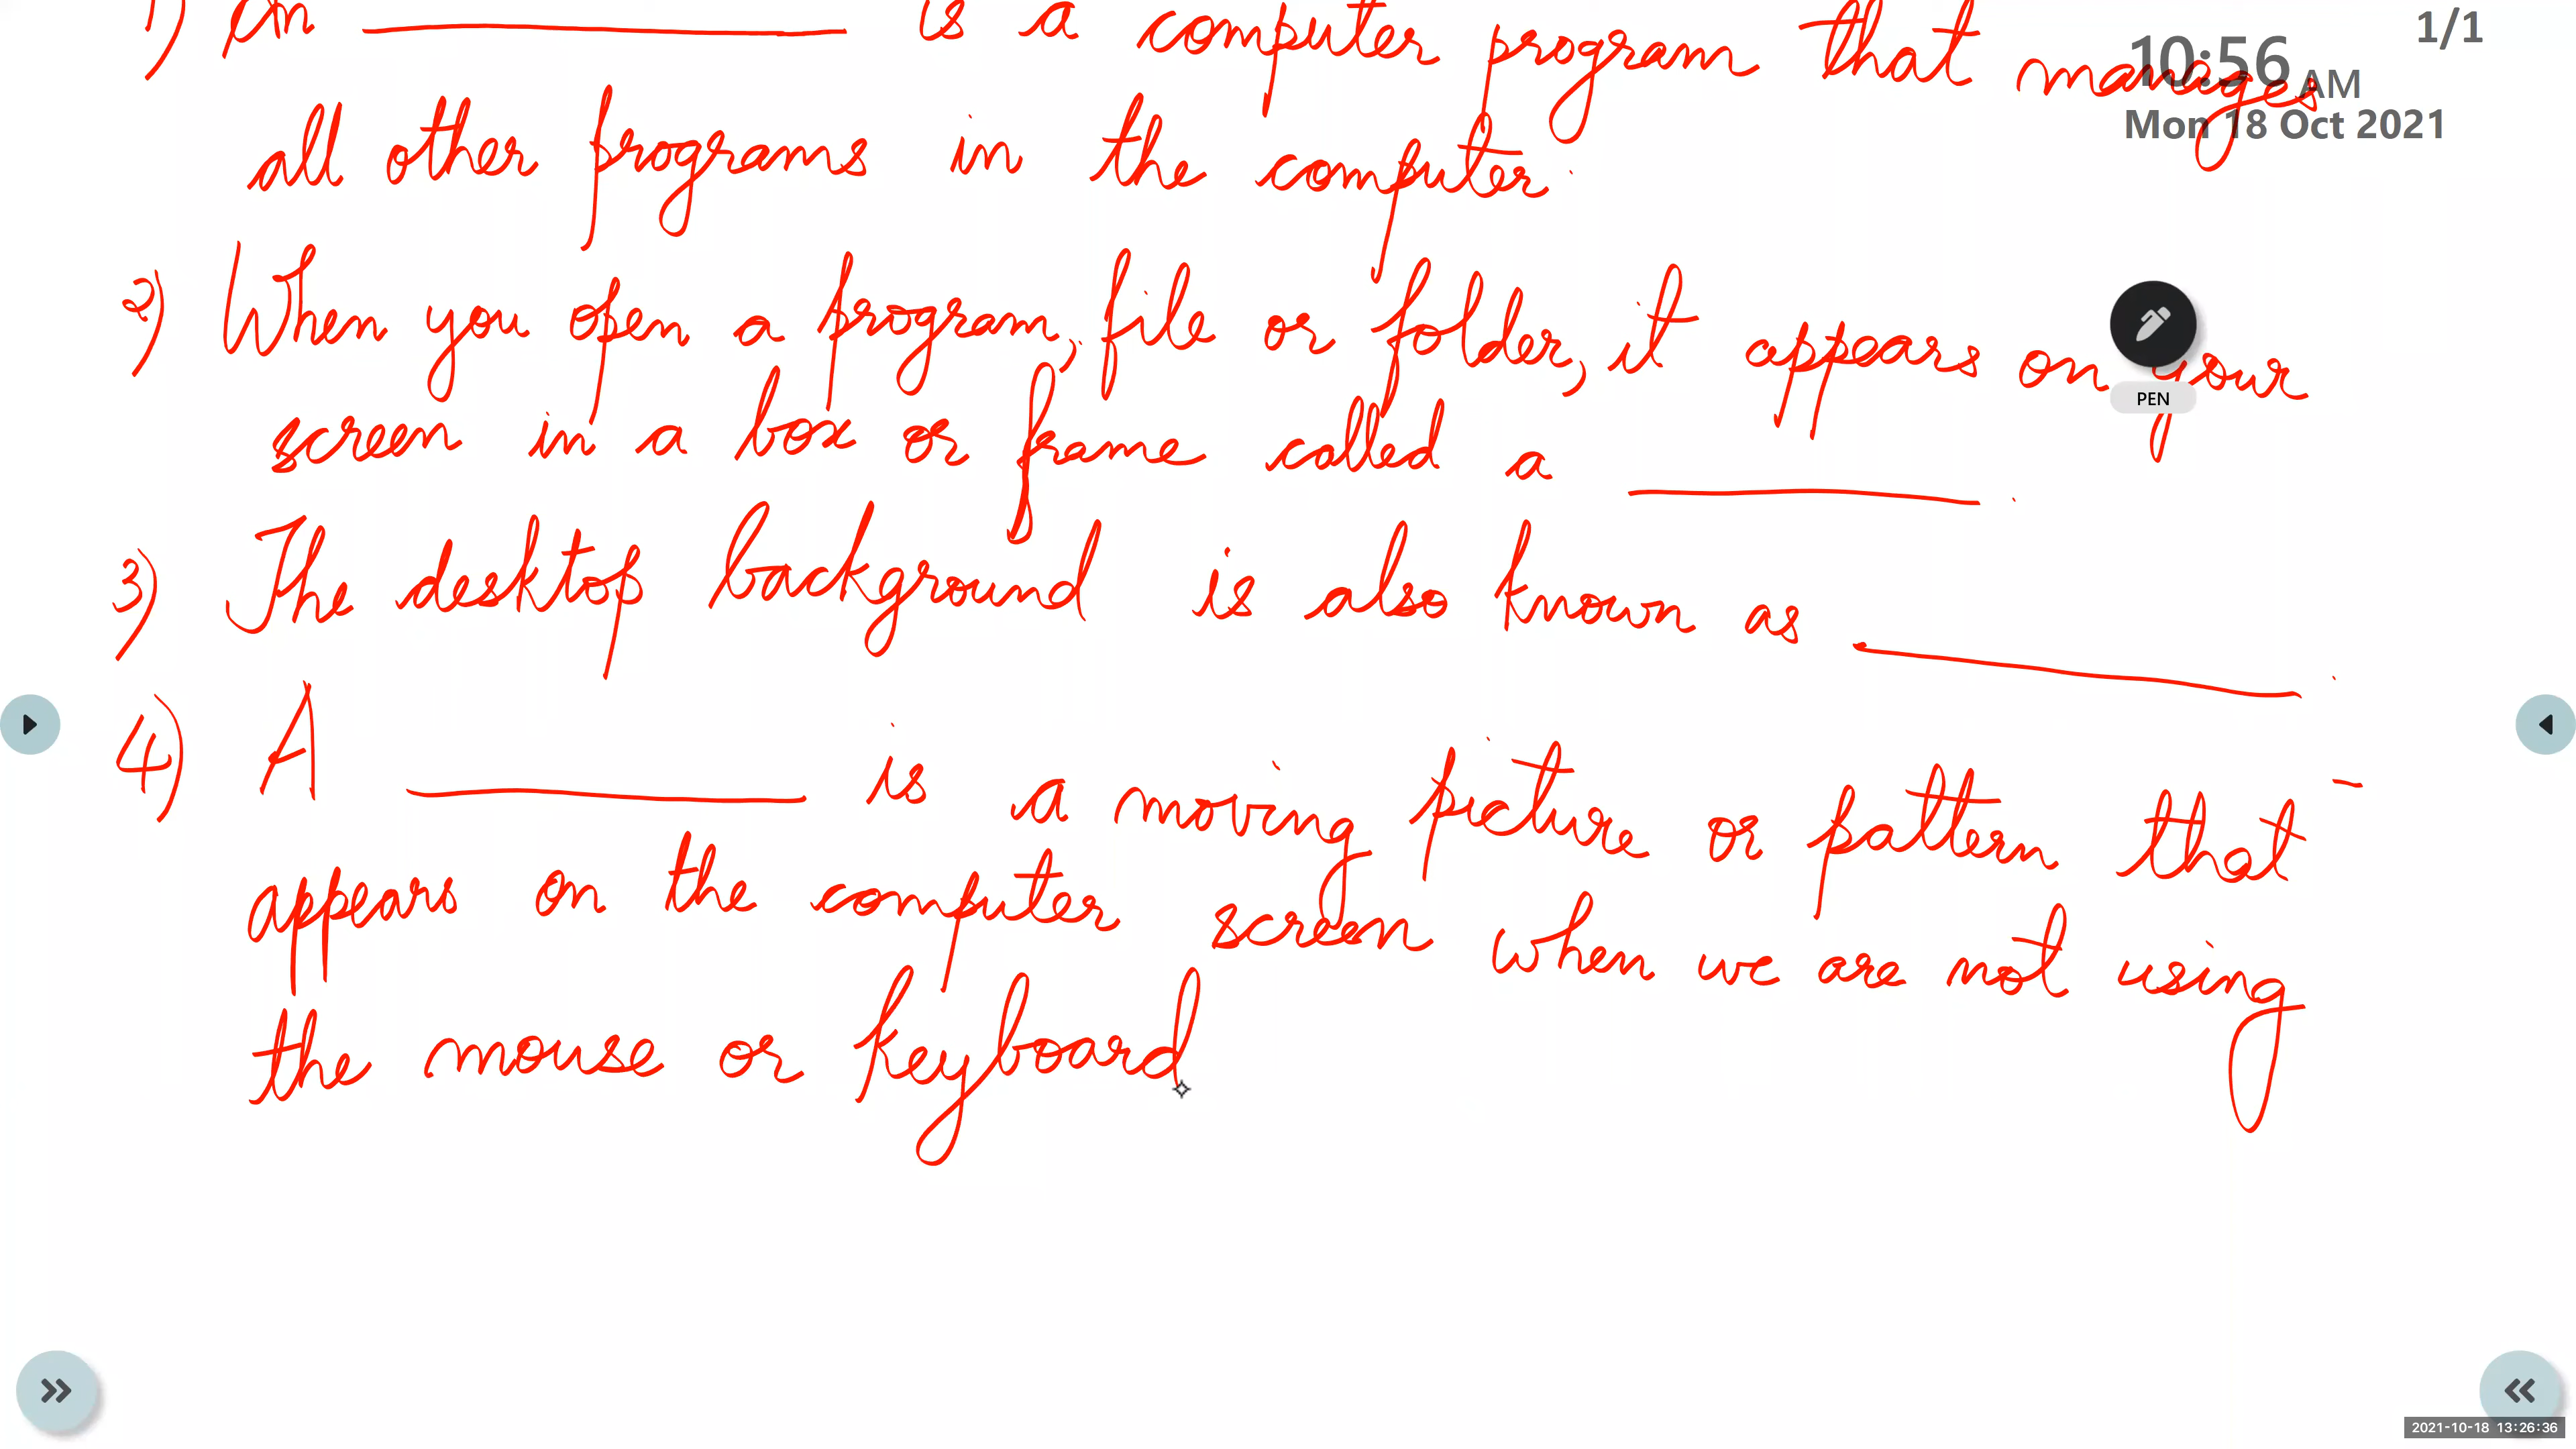 1/1
10:56 AM
Mon 18 Oct 2021
1) An __________ is a computer program that manages
all other programs in the computer.
2) When you open a program, file or folder, it appears on your
PEN
screen in a box or frame called a __________.
3) The desktop background is also known as __________.
4) A __________ is a moving picture or pattern that -
appears on the computer screen when we are not using
the mouse or keyboard
2021-10-18 13:26:36